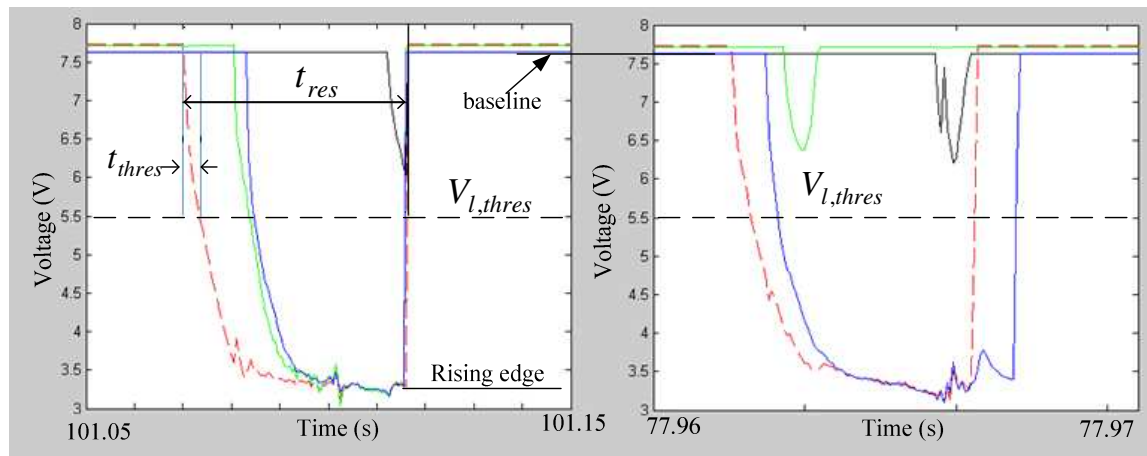 8
7.5
7
6.5
6
5.5
5
4.5
4
3.5
3
Voltage (V)
t_res
t_thres
V_l,thres
baseline
Rising edge
101.05
Time (s)
101.15
8
7.5
7
6.5
6
5.5
5
4.5
4
3.5
3
Voltage (V)
V_l,thres
77.96
Time (s)
77.97